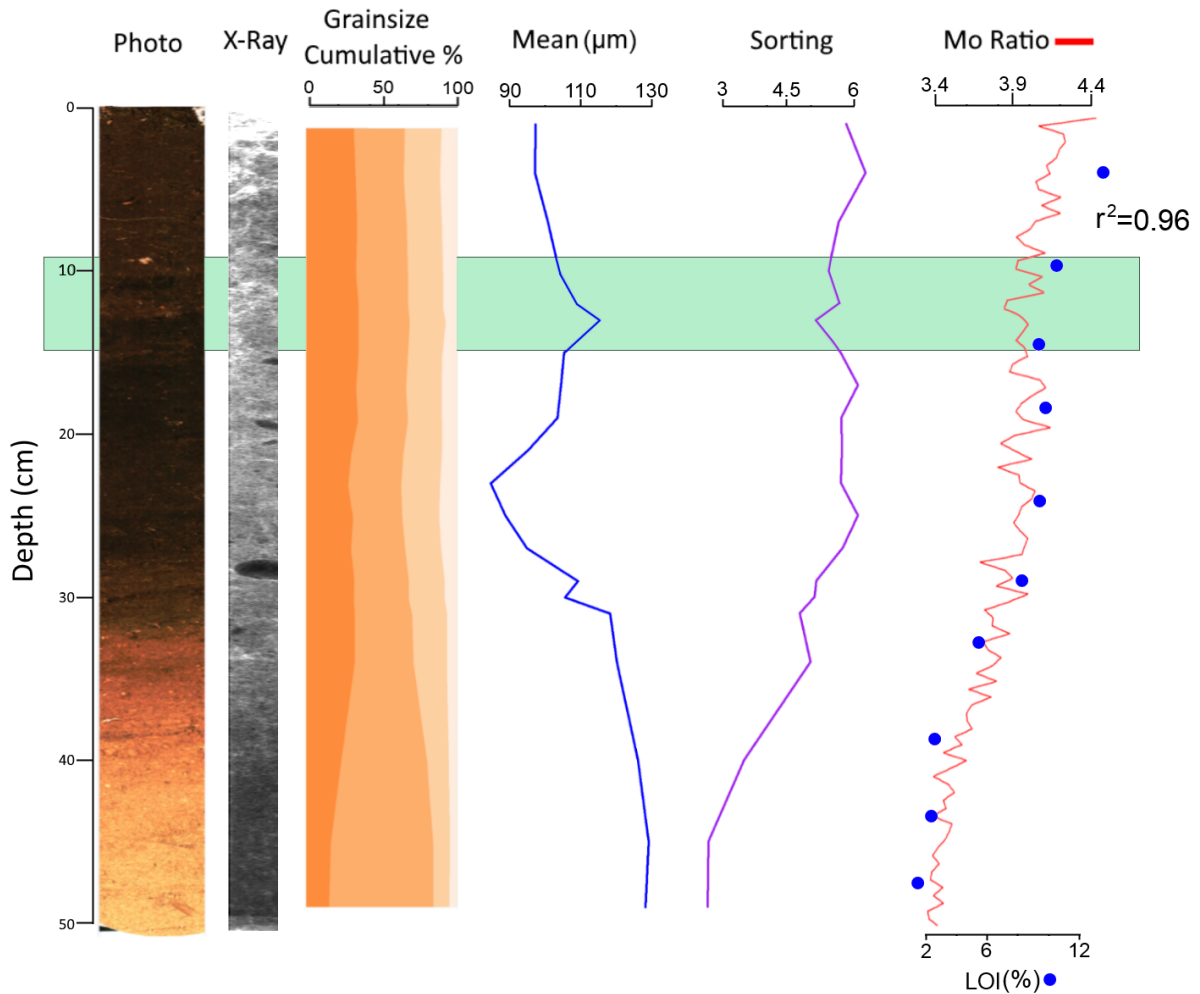 Photo
X-Ray
Grainsize
Cumulative %
Mean (µm)
Sorting
Mo Ratio
0 50 100
90 110 130
3 4.5 6
3.4 3.9 4.4
r²=0.96
Depth (cm)
0
10
20
30
40
50
2 6 12
LOI(%)